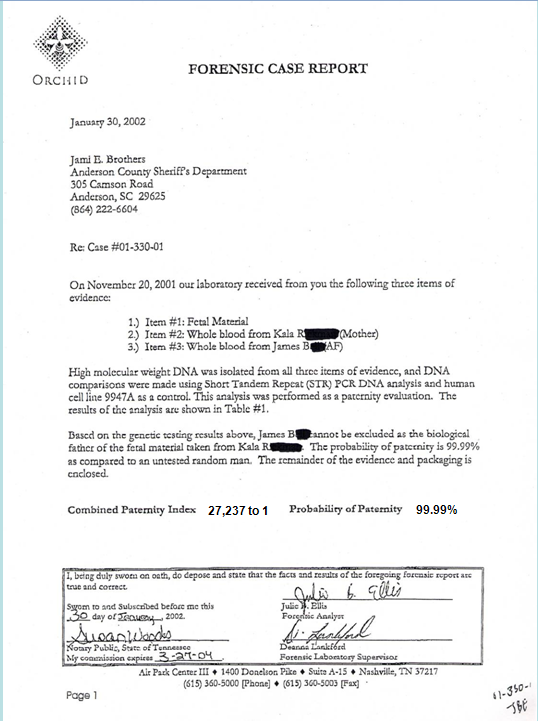 ORCHID
FORENSIC CASE REPORT
January 30, 2002
Jami E. Brothers
Anderson County Sheriff's Department
305 Camson Road
Anderson, SC 29625
(864) 222-6604
Re: Case #01-330-01
On November 20, 2001 our laboratory received from you the following three items of
evidence:
1.) Item #1: Fetal Material
2.) Item #2: Whole blood from Kala R (Mother)
3.) Item #3: Whole blood from James B AF)
High molecular weight DNA was isolated from all three items of evidence, and DNA
comparisons were made using Short Tandem Repeat (STR) PCR DNA analysis and human
cell line 9947A as a control. This analysis was performed as a paternity evaluation. The
results of the analysis are shown in Table #1.
Based on the genetic testing results above, James B cannot be excluded as the biological
father of the fetal material taken from Kala R . The probability of paternity is 99.99%
as compared to an untested random man. The remainder of the evidence and packaging is
enclosed.
Combined Paternity Index 27,237 to 1 Probability of Paternity 99.99%
I, being duly sworn on oath, do depose and state that the facts and results of the foregoing forensic report are
true and correct.
Julie B. Ellis
Sworn to and Subscribed before me this
Julie B. Ellis
30 day of January, 2002.
Forensic Analyst
Susan Woods
D. Lankford
Notary Public, State of Tennessee
Deanna Lankford
My commission expires 3-27-04
Forensic Laboratory Supervisor
Air Park Center III ♦ 1400 Donelson Pike ♦ Suite A-15 ♦ Nashville, TN 37217
(615) 360-5000 [Phone] ♦ (615) 360-5003 [Fax]
Page 1
01-330-1
JBE